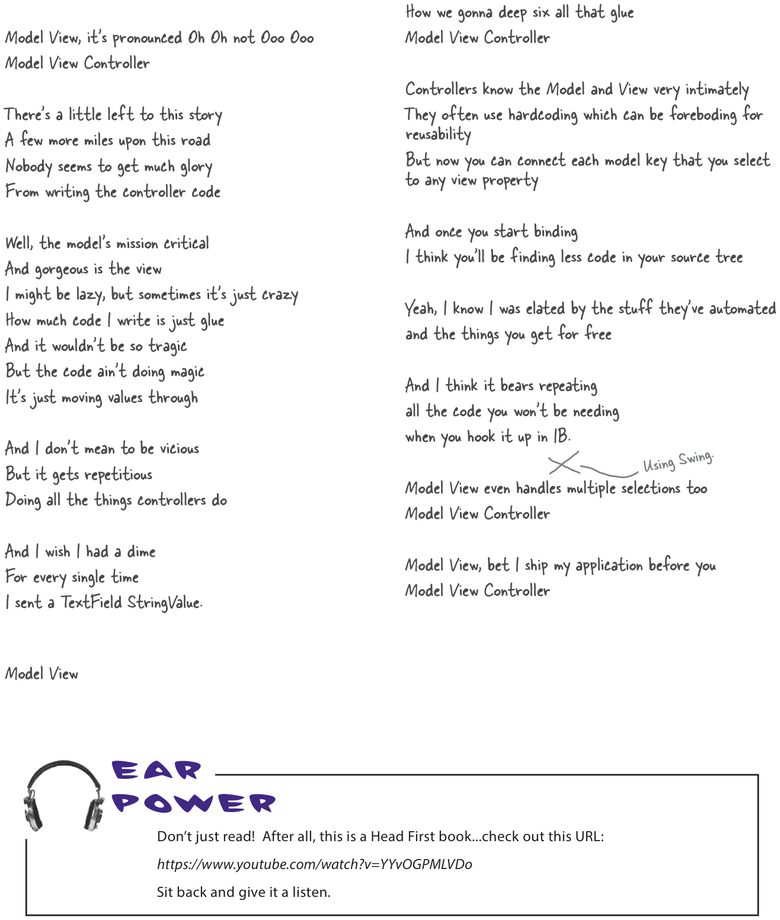 Model View, it's pronounced Oh Oh not Ooo Ooo
Model View Controller
There's a little left to this story
A few more miles upon this road
Nobody seems to get much glory
From writing the controller code
Well, the model's mission critical
And gorgeous is the view
I might be lazy, but sometimes it's just crazy
How much code I write is just glue
And it wouldn't be so tragic
But the code ain't doing magic
It's just moving values through
And I don't mean to be vicious
But it gets repetitious
Doing all the things controllers do
And I wish I had a dime
For every single time
I sent a TextField StringValue.
Model View
How we gonna deep six all that glue
Model View Controller
Controllers know the Model and View very intimately
They often use hardcoding which can be foreboding for
reusability
But now you can connect each model key that you select
to any view property
And once you start binding
I think you'll be finding less code in your source tree
Yeah, I know I was elated by the stuff they've automated
and the things you get for free
And I think it bears repeating
all the code you won't be needing
when you hook it up in IB.
Using Swing.
Model View even handles multiple selections too
Model View Controller
Model View, bet I ship my application before you
Model View Controller
EAR
POWER
Don't just read! After all, this is a Head First book...check out this URL:
https://www.youtube.com/watch?v=YYvOGPMLVDo
Sit back and give it a listen.